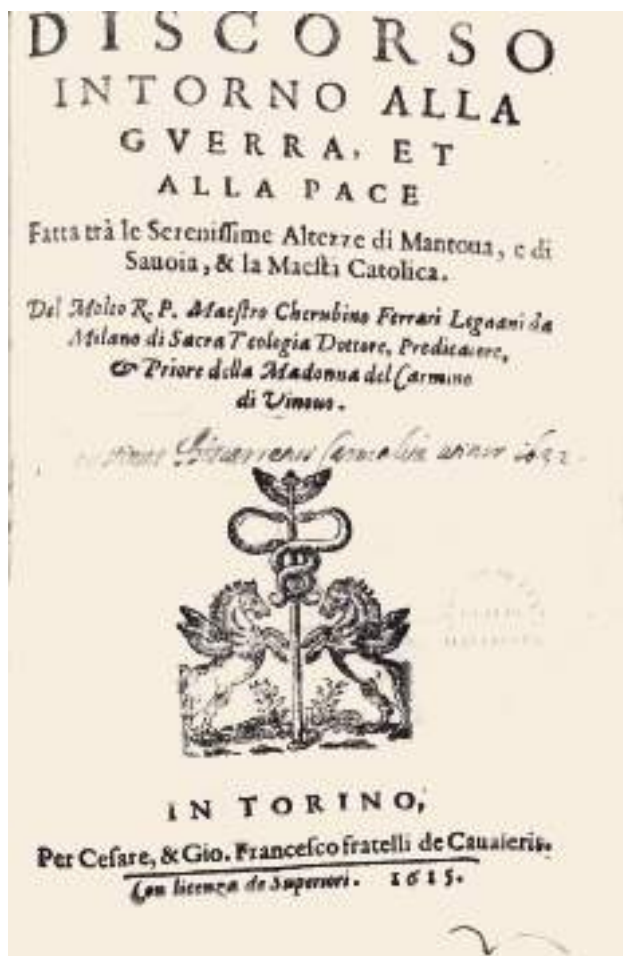 DISCORSO
INTORNO ALLA
GVERRA, ET
ALLA PACE
Fatta trà le Sereniſſime Altezze di Mantoua, e di
Sauoia, & la Maeſtà Catolica.
Del Molto R. P. Maeſtro Cherubino Ferrari Legnani da
Milano di Sacra Teologia Dottore, Predicatore,
& Priore della Madonna del Carmine
di Vinouo.
IN TORINO,
Per Ceſare, & Gio. Franceſco fratelli de Caualeris.
Con licenza de Superiori. 1615.